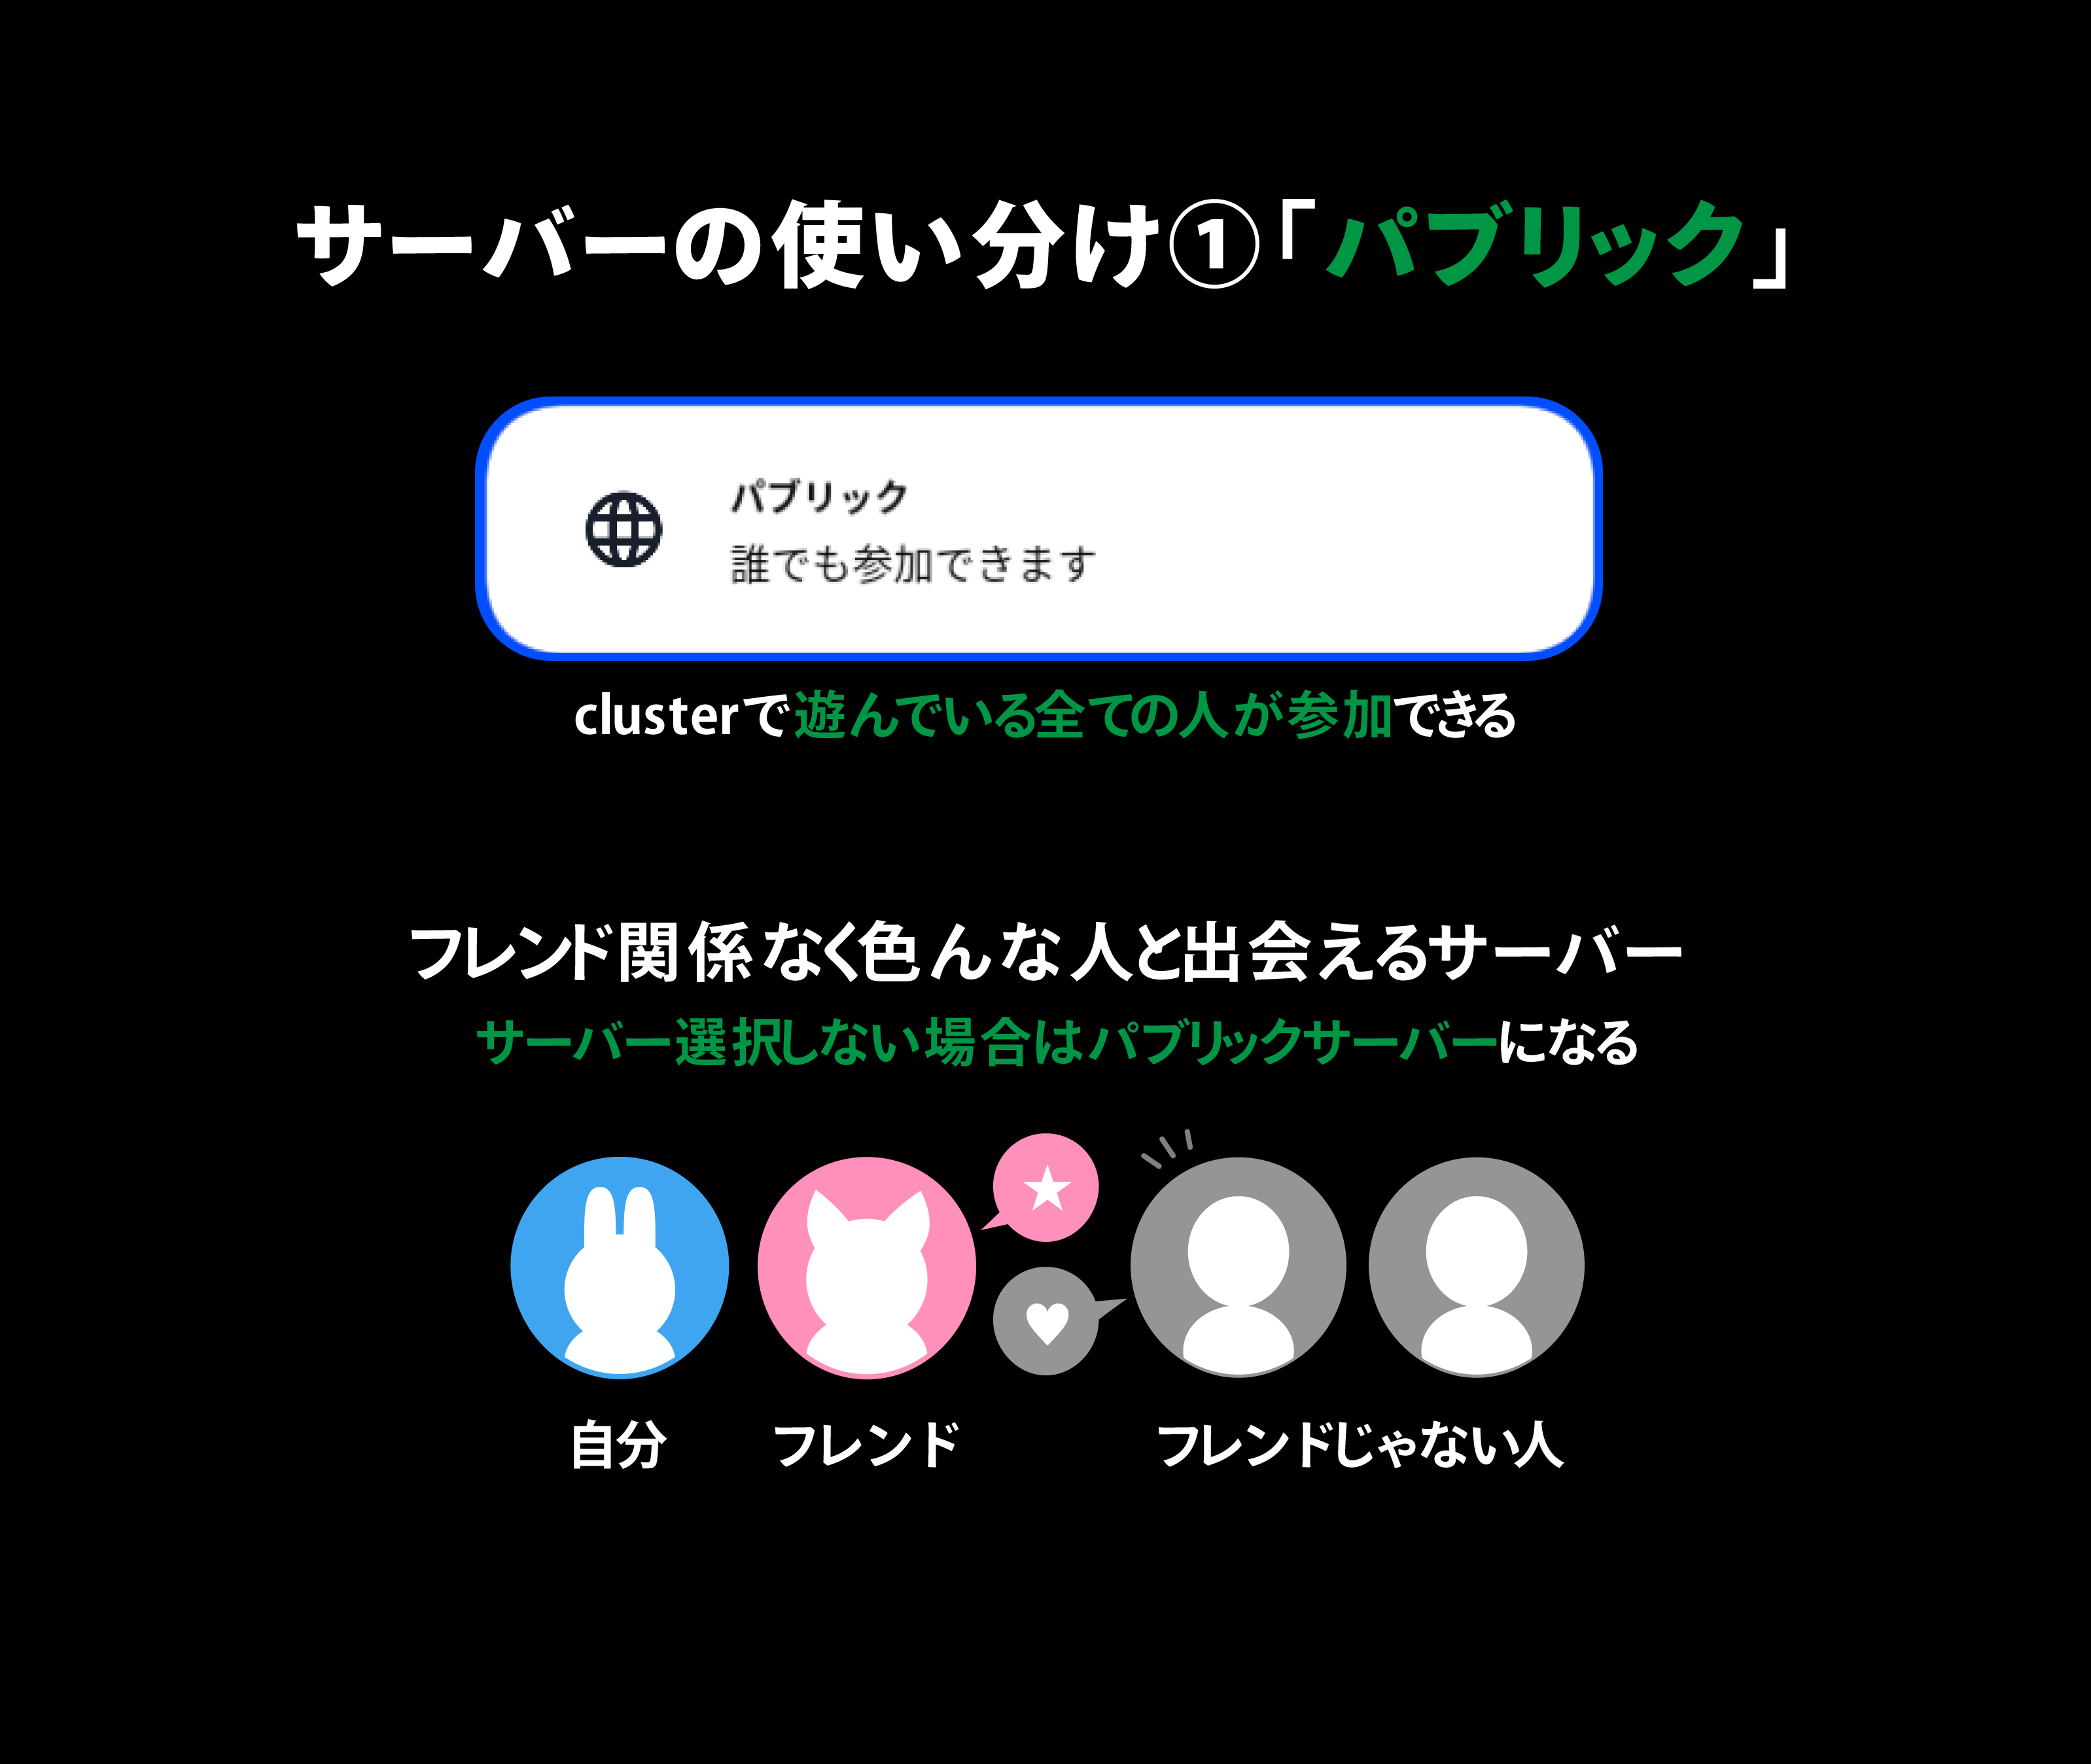 サーバーの使い分け①「パブリック」
パブリック
誰でも参加できます
clusterで遊んでいる全ての人が参加できる
フレンド関係なく色んな人と出会えるサーバー
サーバー選択しない場合はパブリックサーバーになる
自分 フレンド フレンドじゃない人